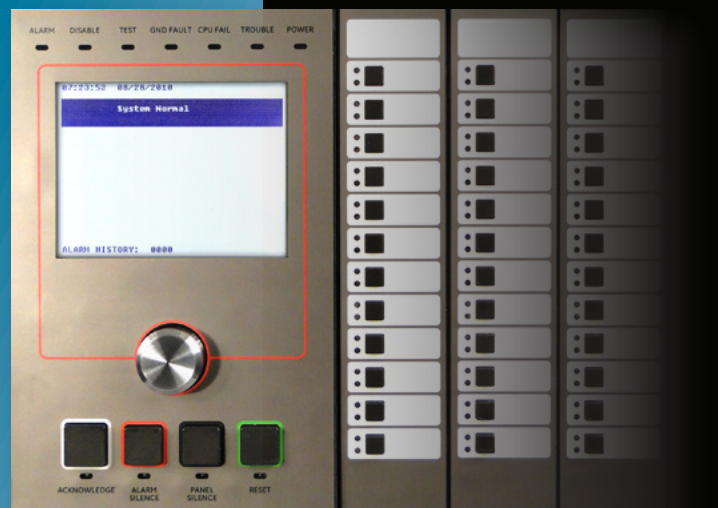 ALARM DISABLE TEST GND FAULT CPU FAIL TROUBLE POWER
07:23:52 08/28/2010
System Normal
ALARM HISTORY: 0000
ACKNOWLEDGE ALARM SILENCE PANEL SILENCE RESET